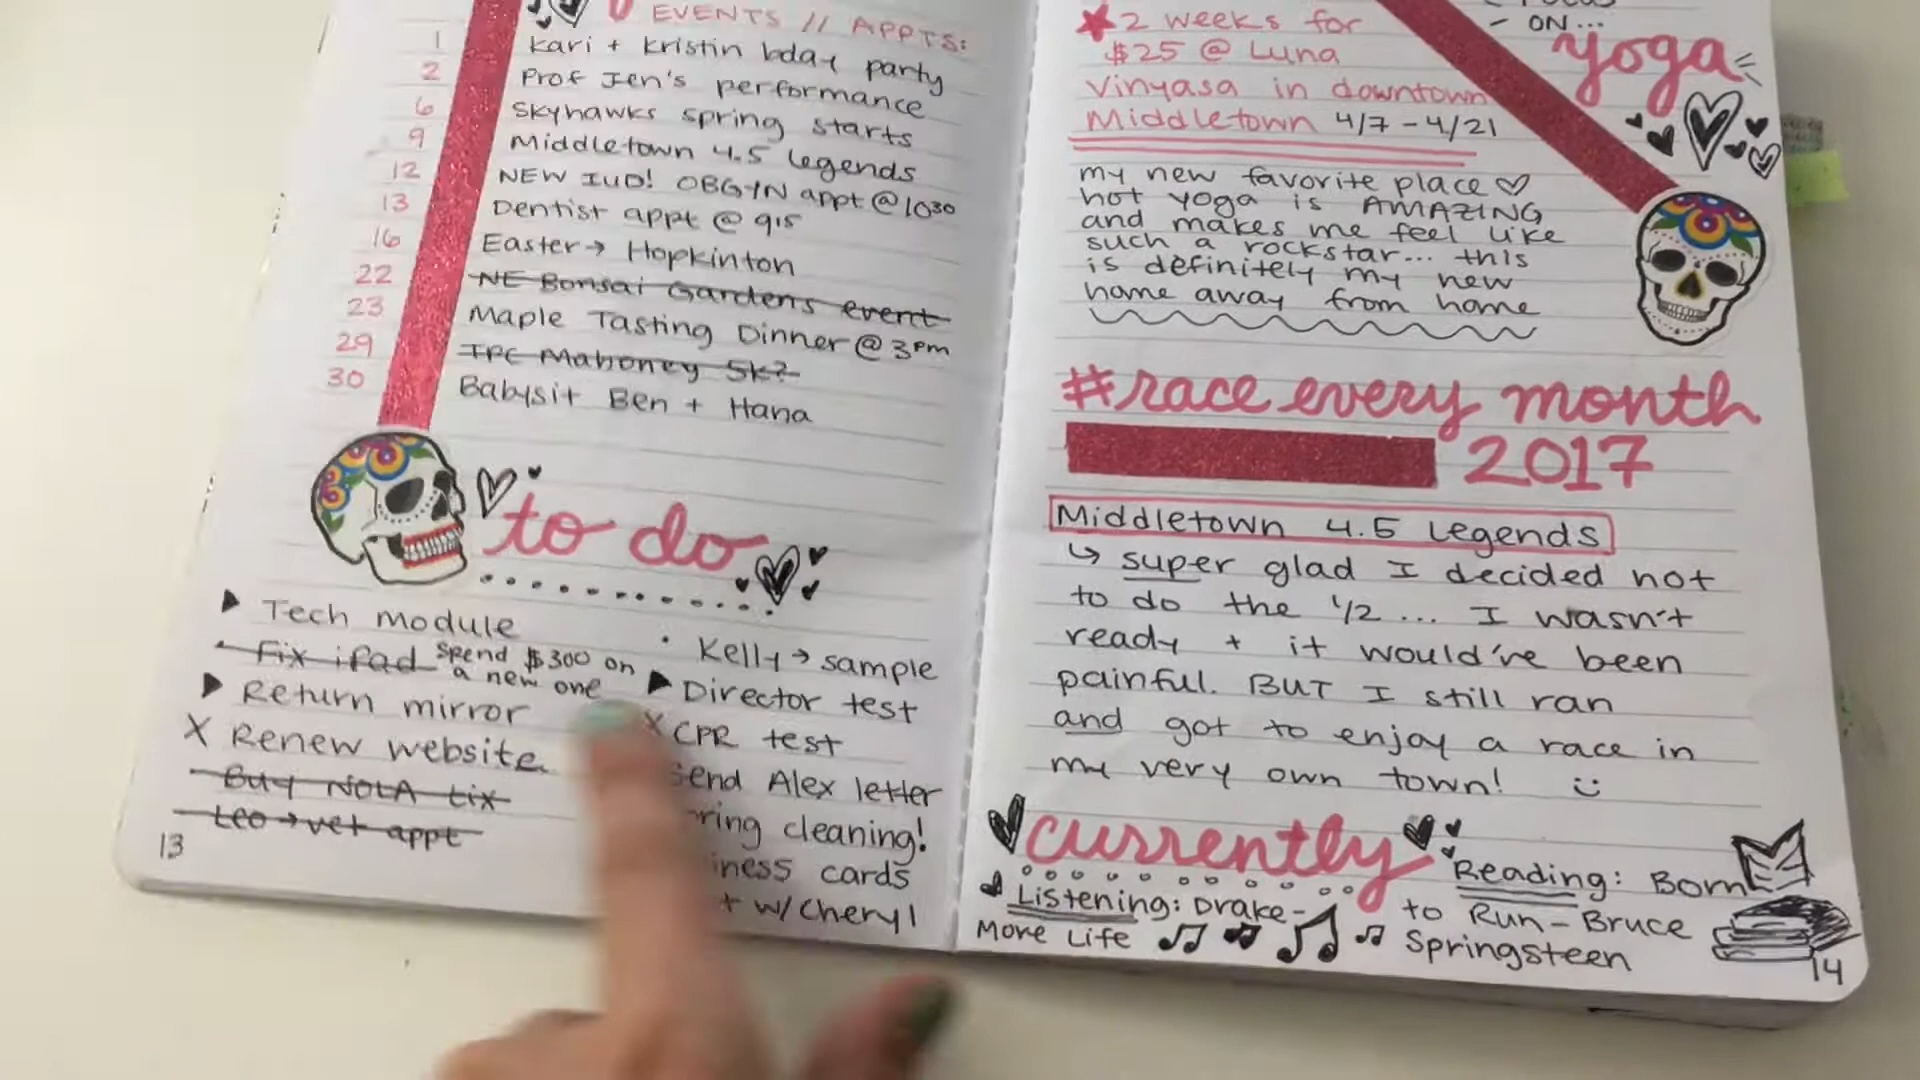 EVENTS // APPTS:
1 Kari + Kristin bday party
2 Prof Jen's performance
6 Skyhawks spring starts
9 Middletown 4.5 Legends
12 NEW IUD! OBGYN appt @ 1030
13 Dentist appt @ 915
16 Easter → Hopkinton
22 NE Bonsai Gardens event
23 Maple Tasting Dinner @ 3pm
29 Mahoney 5k?
30 Babysit Ben + Hana
to do
Tech module
Fix iPad spend $300 on
a new one
Return mirror
X Renew website
Buy NOLA tix
Leo → vet appt
• Kelly → sample
Director test
X CPR test
Send Alex letter
cleaning!
cards
w/ Cheryl
13
- ON...
yoga
2 weeks for
$25 @ Luna
Vinyasa in downtown
Middletown 4/7 - 4/21
my new favorite place ♡
hot yoga is AMAZING
and makes me feel like
such a rockstar... this
is definitely my new
home away from home
#race every month
2017
Middletown 4.5 Legends
↳ super glad I decided not
to do the 1/2... I wasn't
ready + it would've been
painful. BUT I still ran
and got to enjoy a race in
my very own town! :)
currently
Listening: Drake -
More Life
Reading: Born
to Run - Bruce
Springsteen
14